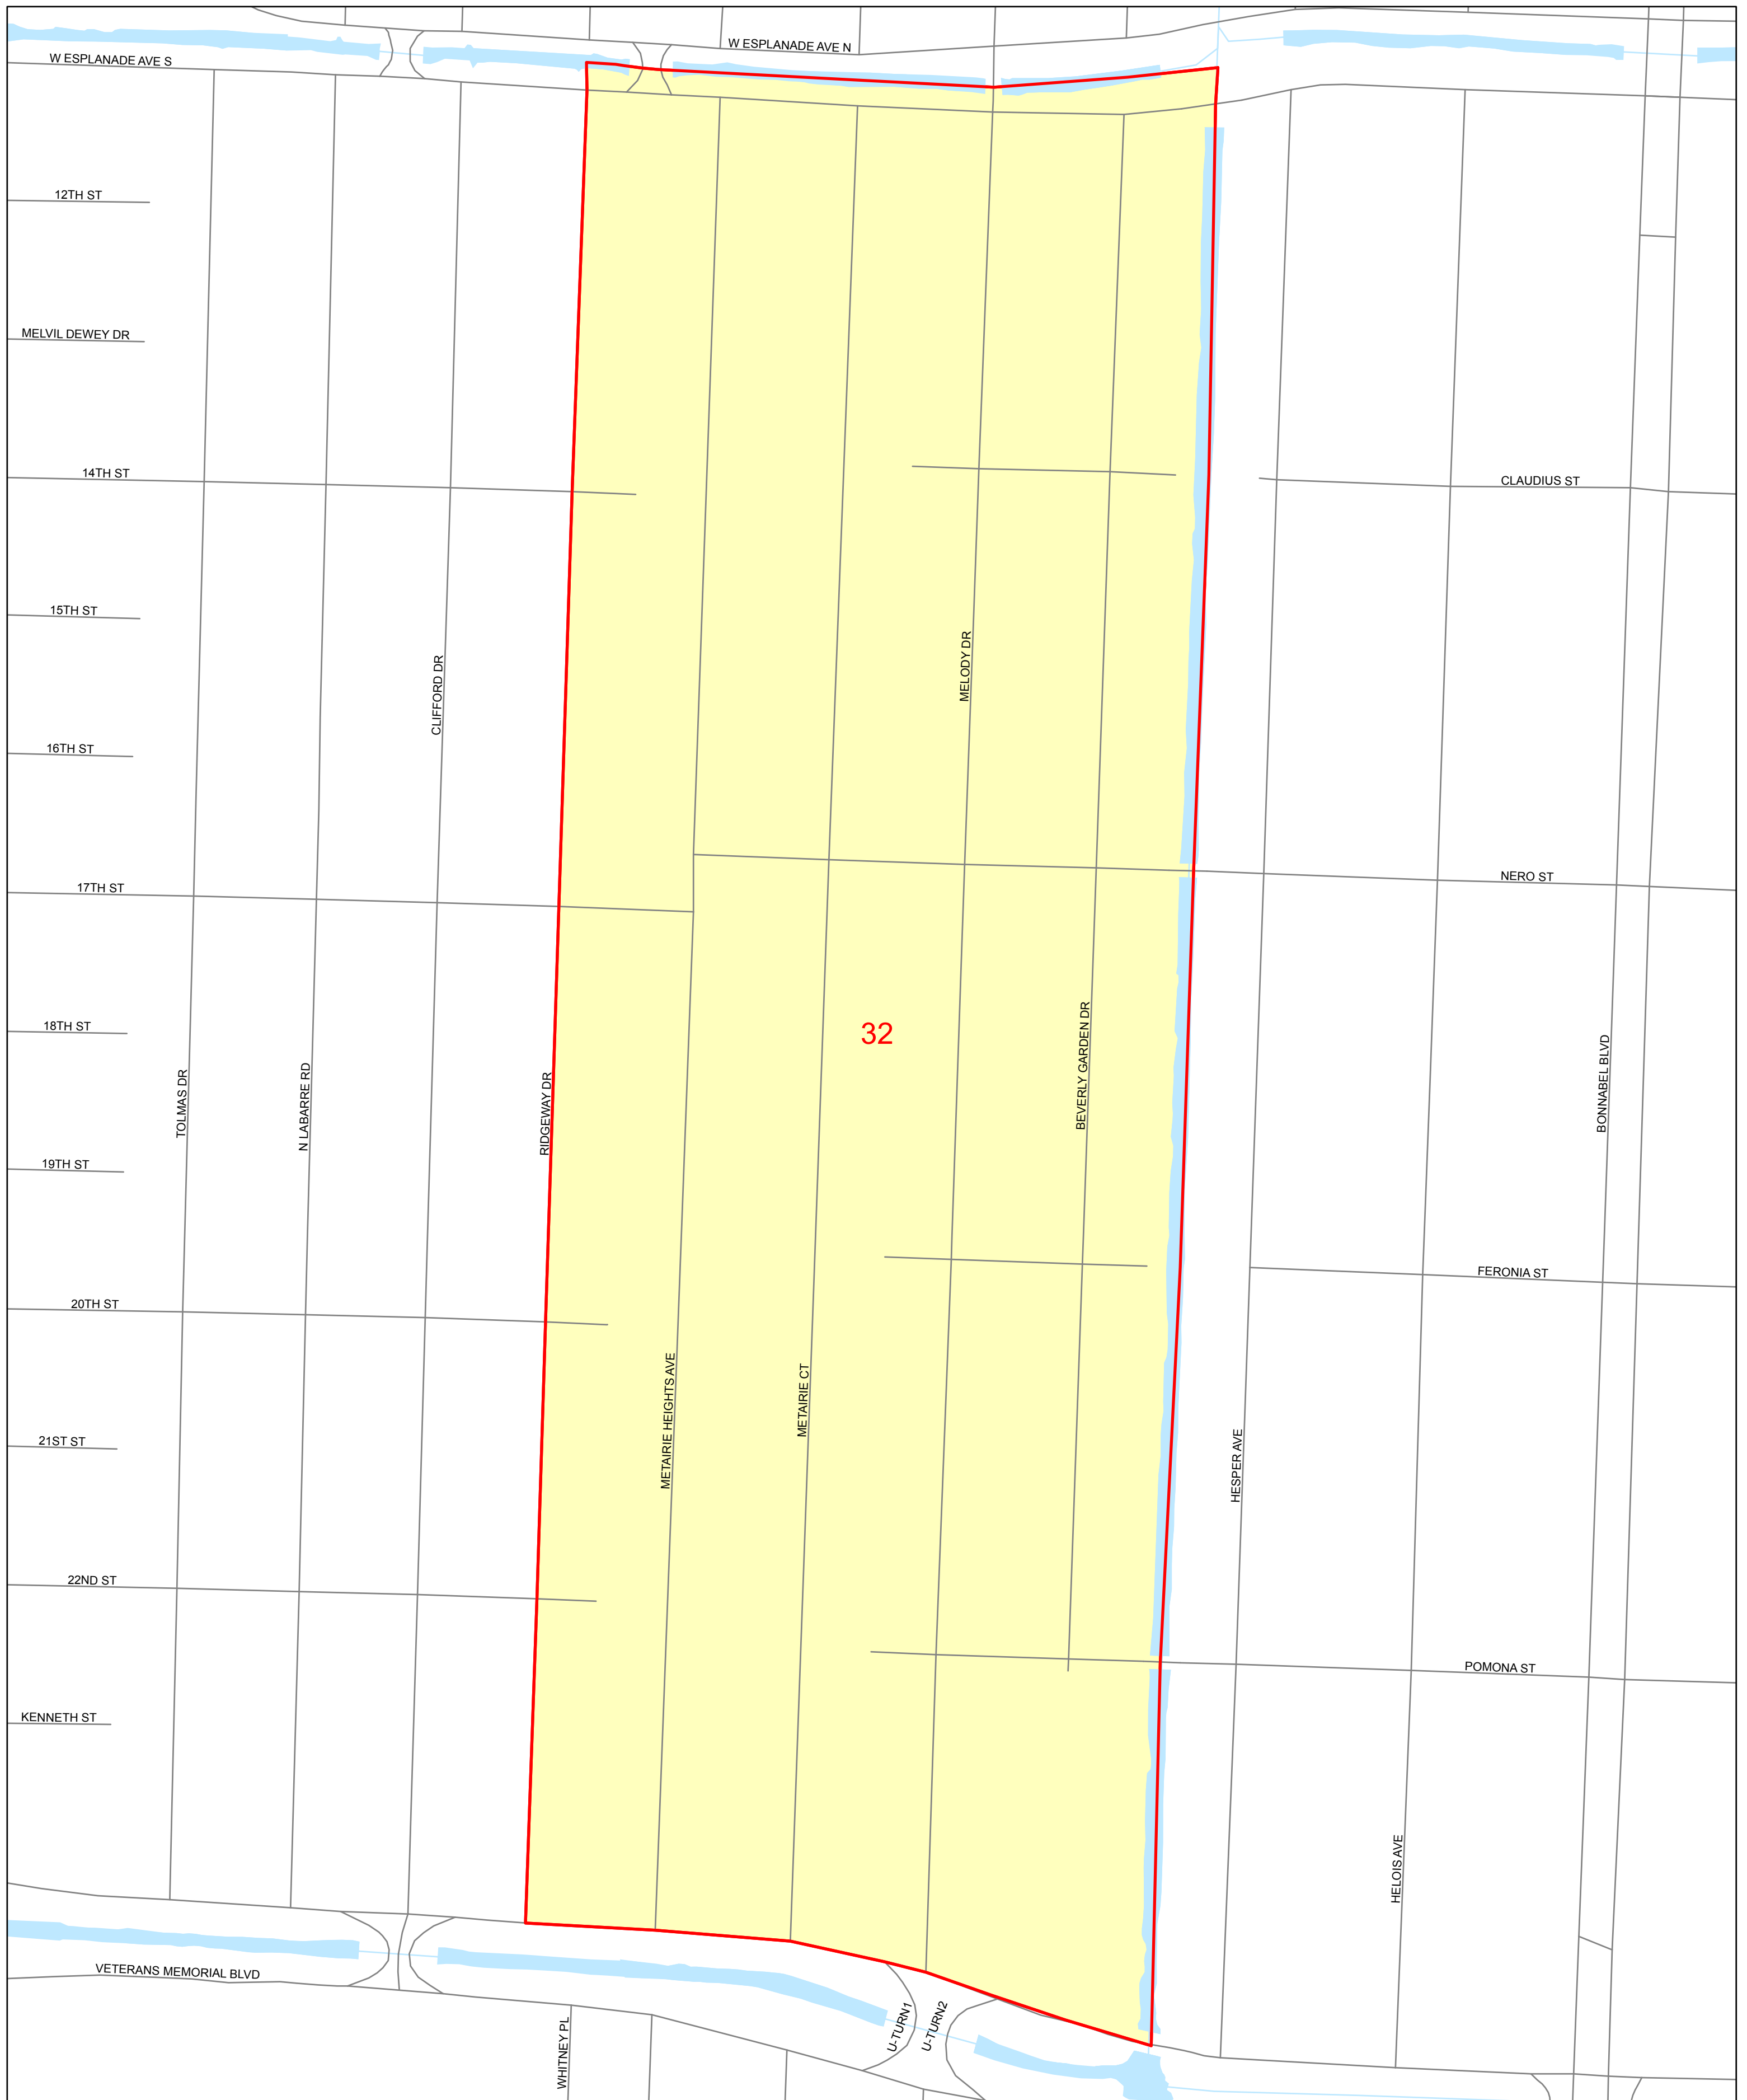 W ESPLANADE AVE N
W ESPLANADE AVE S
12TH ST
MELVIL DEWEY DR
14TH ST
CLAUDIUS ST
15TH ST
MELODY DR
CLIFFORD DR
16TH ST
NERO ST
17TH ST
32
18TH ST
BEVERLY GARDEN DR
BONNABEL BLVD
TOLMAS DR
N LABARRE RD
RIDGEWAY DR
19TH ST
FERONIA ST
20TH ST
METAIRIE HEIGHTS AVE
METAIRIE CT
21ST ST
HESPER AVE
22ND ST
POMONA ST
KENNETH ST
HELOIS AVE
VETERANS MEMORIAL BLVD
U-TURN1
U-TURN2
WHITNEY PL